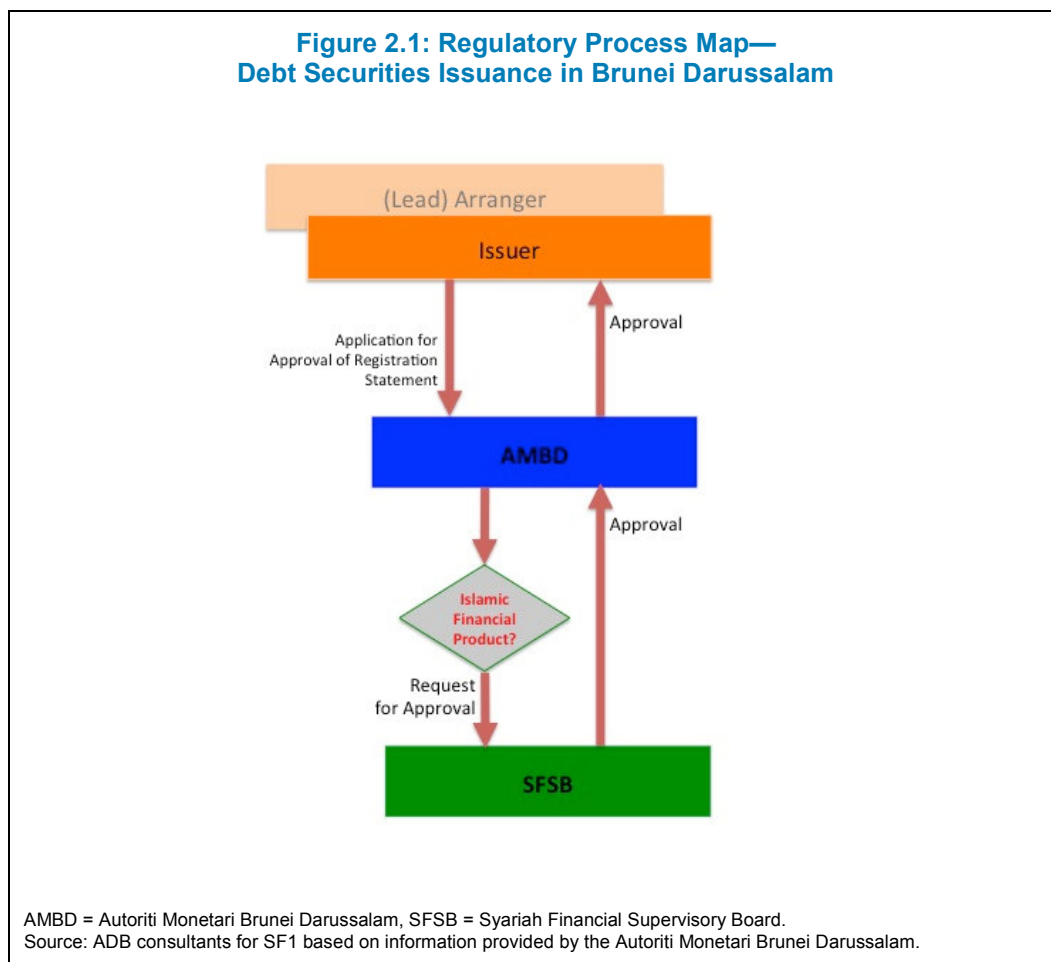 Figure 2.1: Regulatory Process Map—
Debt Securities Issuance in Brunei Darussalam
(Lead) Arranger
Issuer
Application for
Approval of Registration
Statement
Approval
AMBD
Approval
Islamic
Financial
Product?
Request
for Approval
SFSB
AMBD = Autoriti Monetari Brunei Darussalam, SFSB = Syariah Financial Supervisory Board.
Source: ADB consultants for SF1 based on information provided by the Autoriti Monetari Brunei Darussalam.